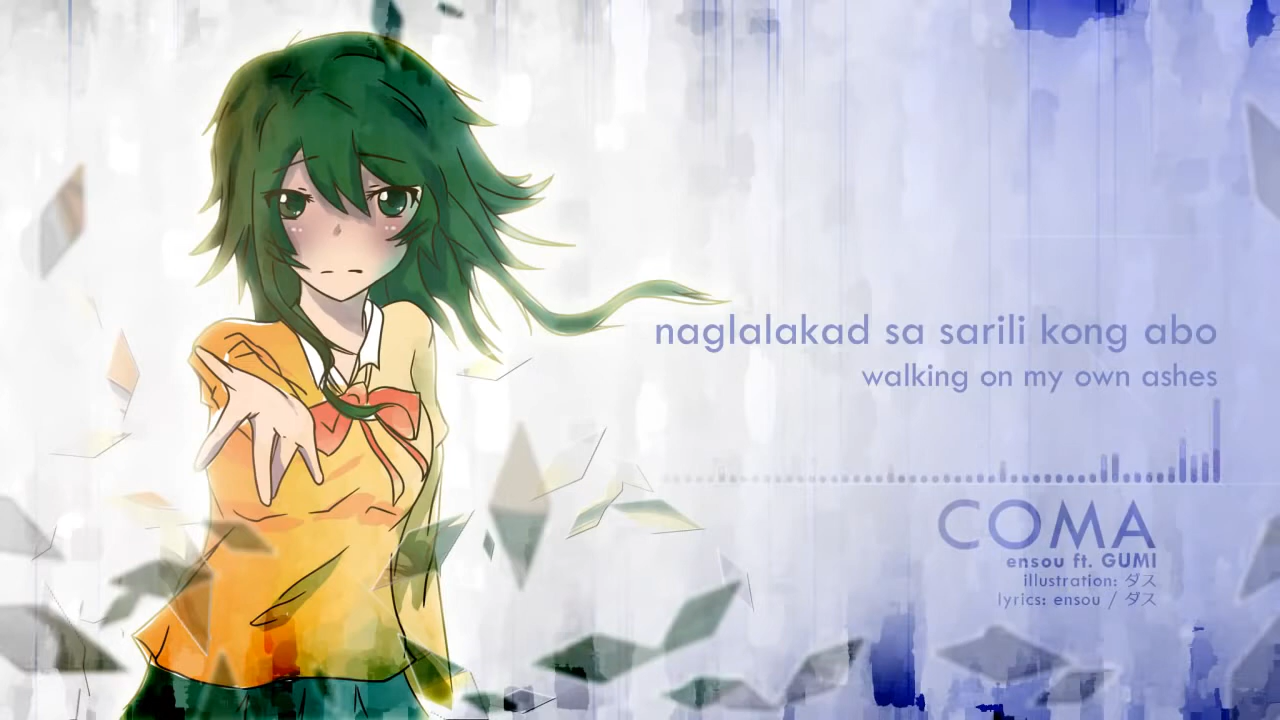 naglalakad sa sarili kong abo
walking on my own ashes
COMA
ensou ft. GUMI
illustration: ダス
lyrics: ensou / ダス